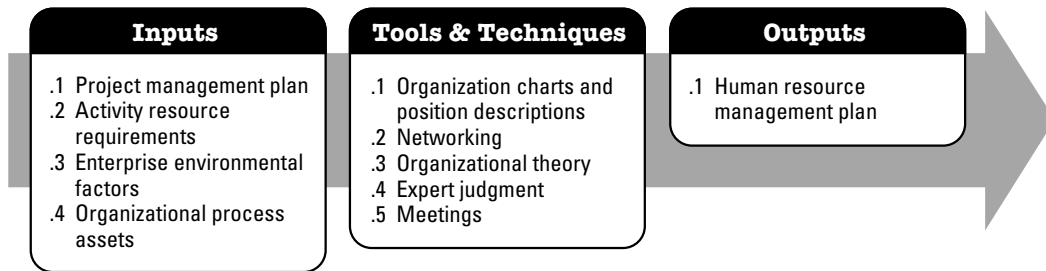 Inputs
.1 Project management plan
.2 Activity resource
requirements
.3 Enterprise environmental
factors
.4 Organizational process
assets
Tools & Techniques
.1 Organization charts and
position descriptions
.2 Networking
.3 Organizational theory
.4 Expert judgment
.5 Meetings
Outputs
.1 Human resource
management plan